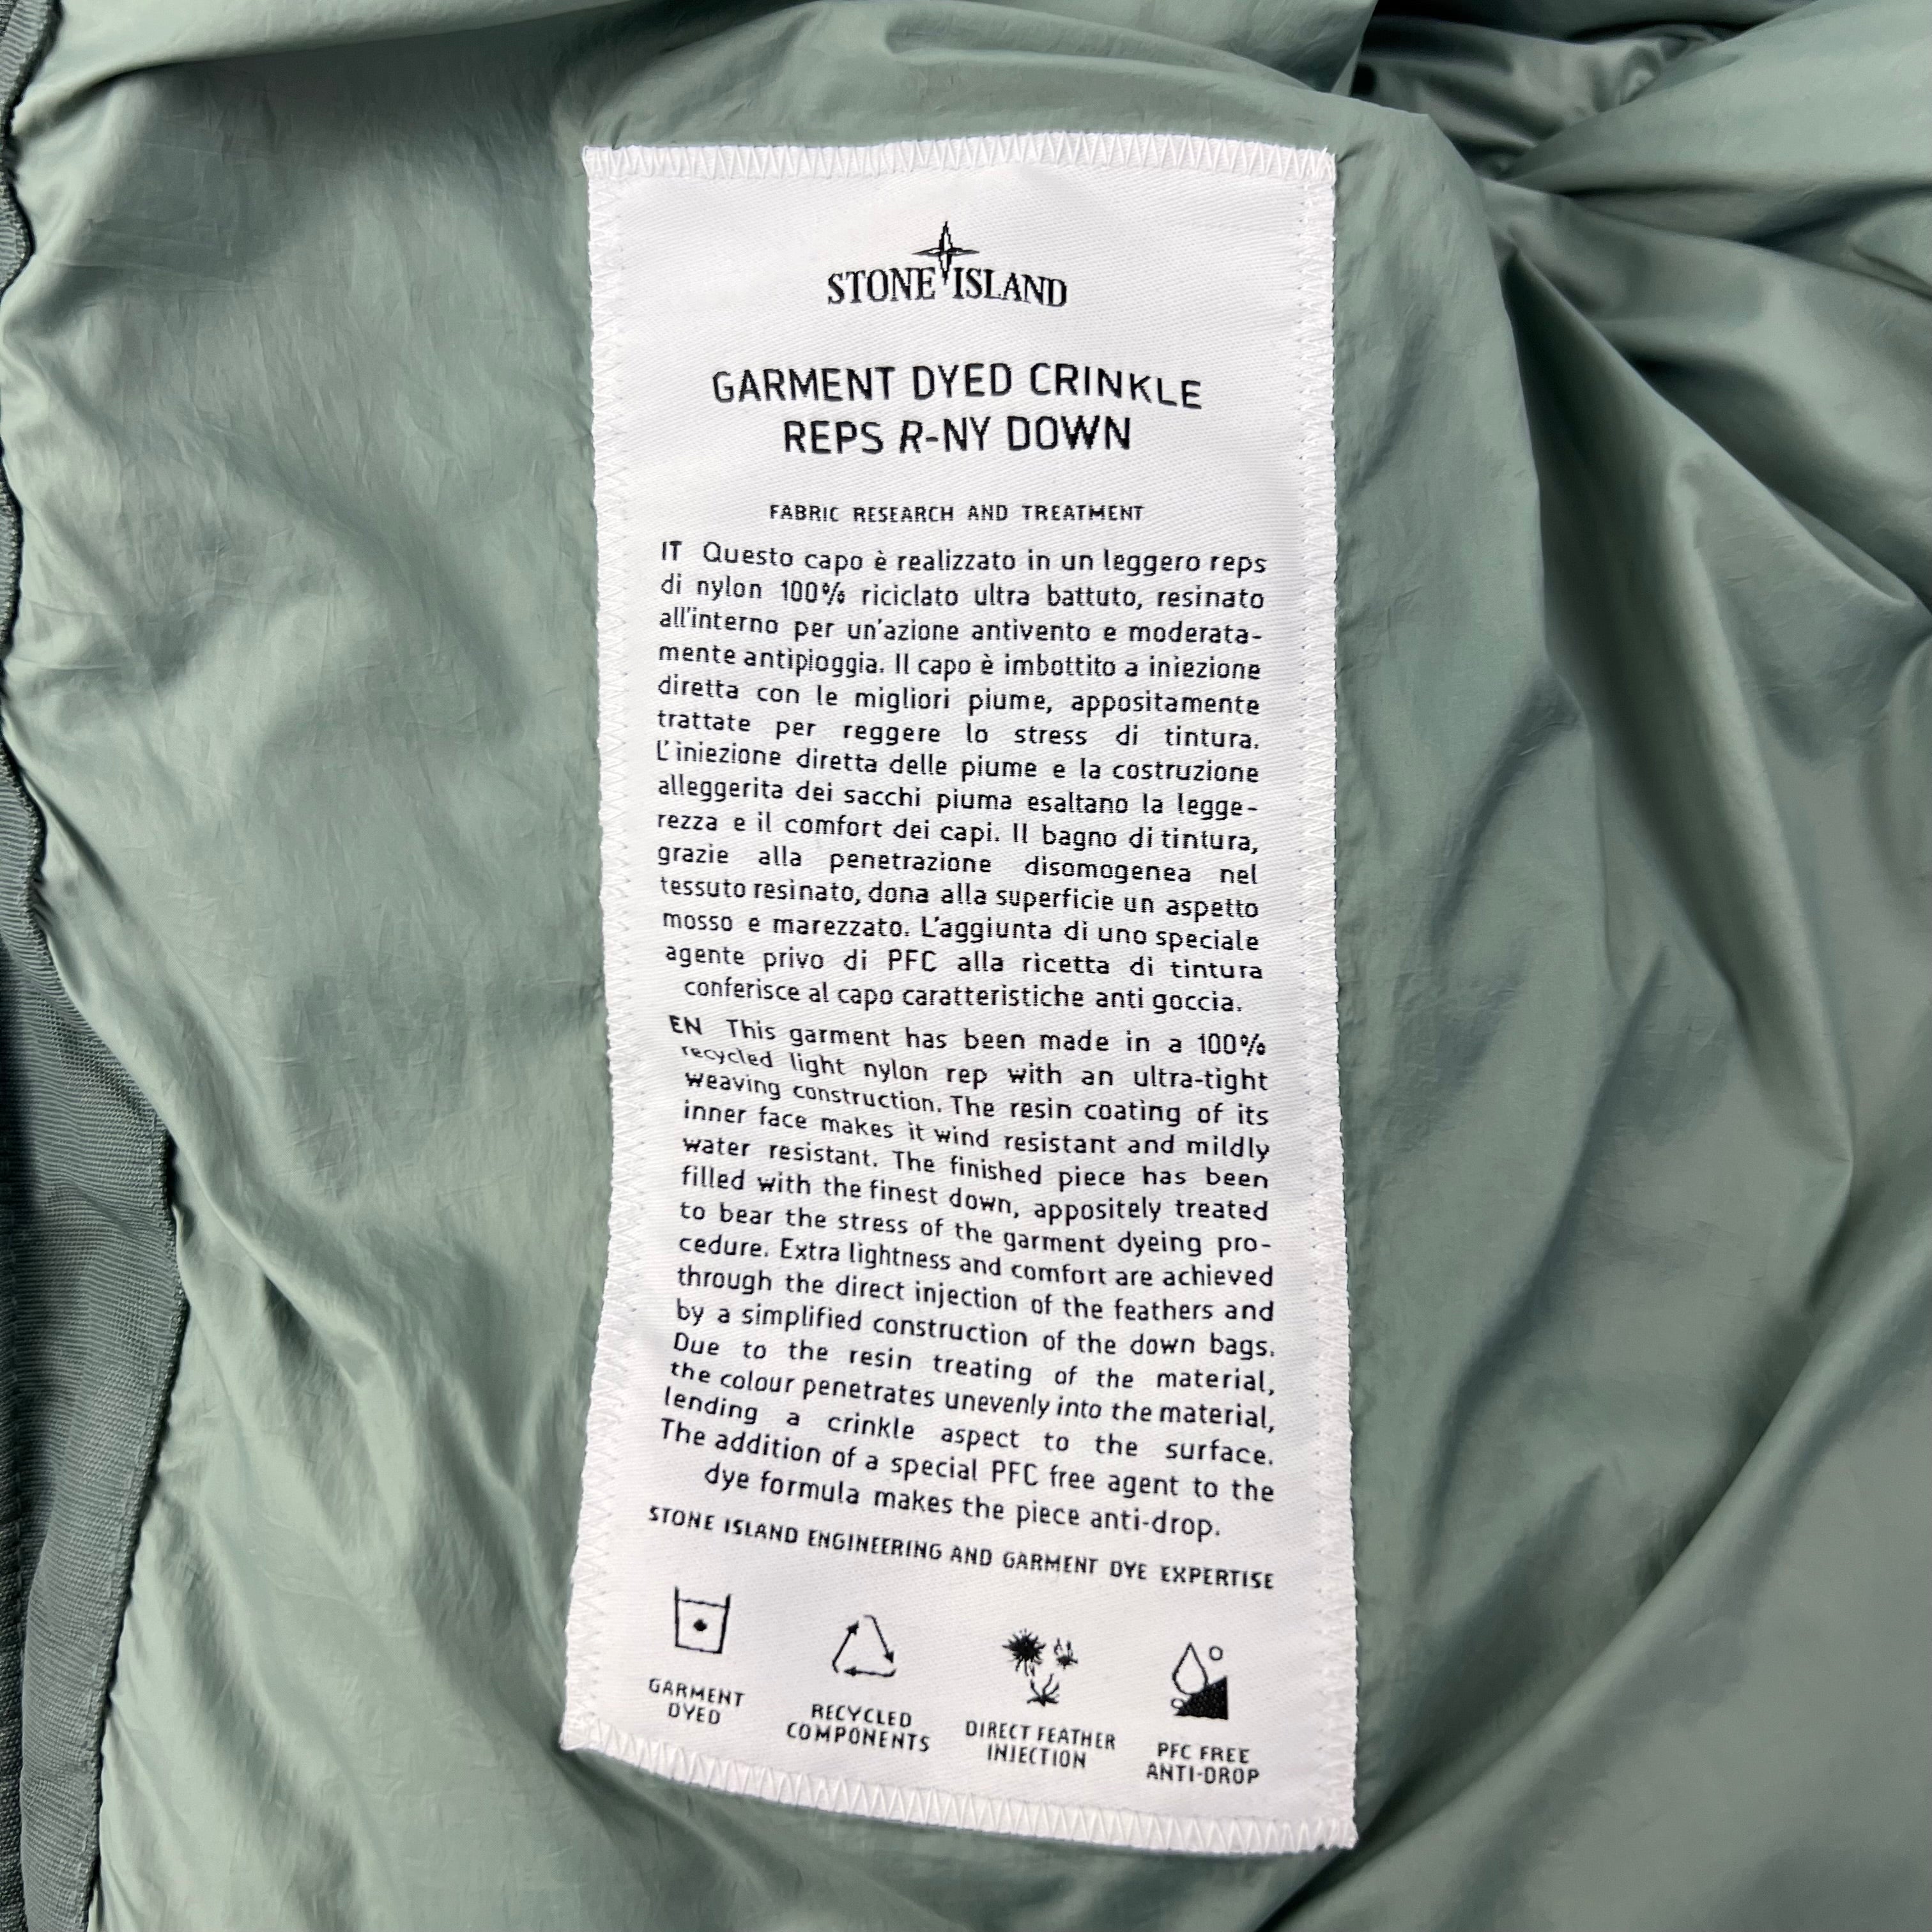 STONE ISLAND
GARMENT DYED CRINKLE
REPS R-NY DOWN
FABRIC RESEARCH AND TREATMENT
IT Questo capo è realizzato in un leggero reps
di nylon 100% riciclato ultra battuto, resinato
all'interno per un'azione antivento e moderata-
mente antipioggia. Il capo è imbottito a iniezione
diretta con le migliori piume, appositamente
trattate per reggere lo stress di tintura.
L'iniezione diretta delle piume e la costruzione
alleggerita dei sacchi piuma esaltano la legge-
rezza e il comfort dei capi. Il bagno di tintura,
grazie alla penetrazione disomogenea nel
tessuto resinato, dona alla superficie un aspetto
mosso e marezzato. L'aggiunta di uno speciale
agente privo di PFC alla ricetta di tintura
conferisce al capo caratteristiche anti goccia.
EN This garment has been made in a 100%
recycled light nylon rep with an ultra-tight
weaving construction. The resin coating of its
inner face makes it wind resistant and mildly
water resistant. The finished piece has been
filled with the finest down, appositely treated
to bear the stress of the garment dyeing pro-
cedure. Extra lightness and comfort are achieved
through the direct injection of the feathers and
by a simplified construction of the down bags.
Due to the resin treating of the material,
the colour penetrates unevenly into the material,
lending a crinkle aspect to the surface.
The addition of a special PFC free agent to the
dye formula makes the piece anti-drop.
STONE ISLAND ENGINEERING AND GARMENT DYE EXPERTISE
GARMENT
DYED
RECYCLED
COMPONENTS
DIRECT FEATHER
INJECTION
PFC FREE
ANTI-DROP